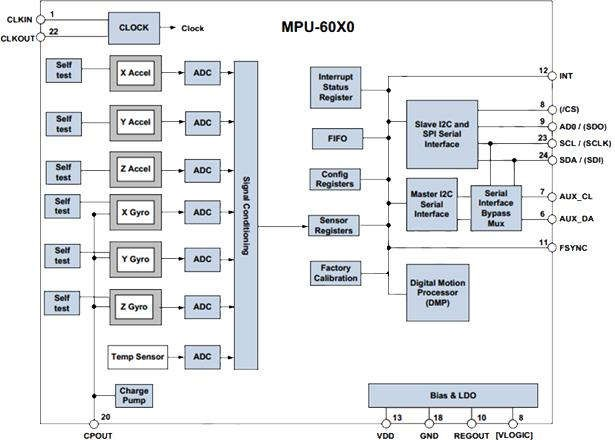 MPU-60X0
CLKIN 1
CLKOUT 22
CLOCK
Clock
Self
test
X Accel
ADC
Self
test
Y Accel
ADC
Self
test
Z Accel
ADC
Self
test
X Gyro
ADC
Self
test
Y Gyro
ADC
Self
test
Z Gyro
ADC
Temp Sensor
ADC
Charge
Pump
20
CPOUT
Signal Conditioning
Interrupt
Status
Register
FIFO
Config
Registers
Sensor
Registers
Factory
Calibration
Slave I2C and
SPI Serial
Interface
Master I2C
Serial
Interface
Serial
Interface
Bypass
Mux
Digital Motion
Processor
(DMP)
12 INT
8 (/CS)
9 AD0 / (SDO)
23 SCL / (SCLK)
24 SDA / (SDI)
7 AUX_CL
6 AUX_DA
11 FSYNC
Bias & LDO
13 18 10 8
VDD GND REGOUT [VLOGIC]